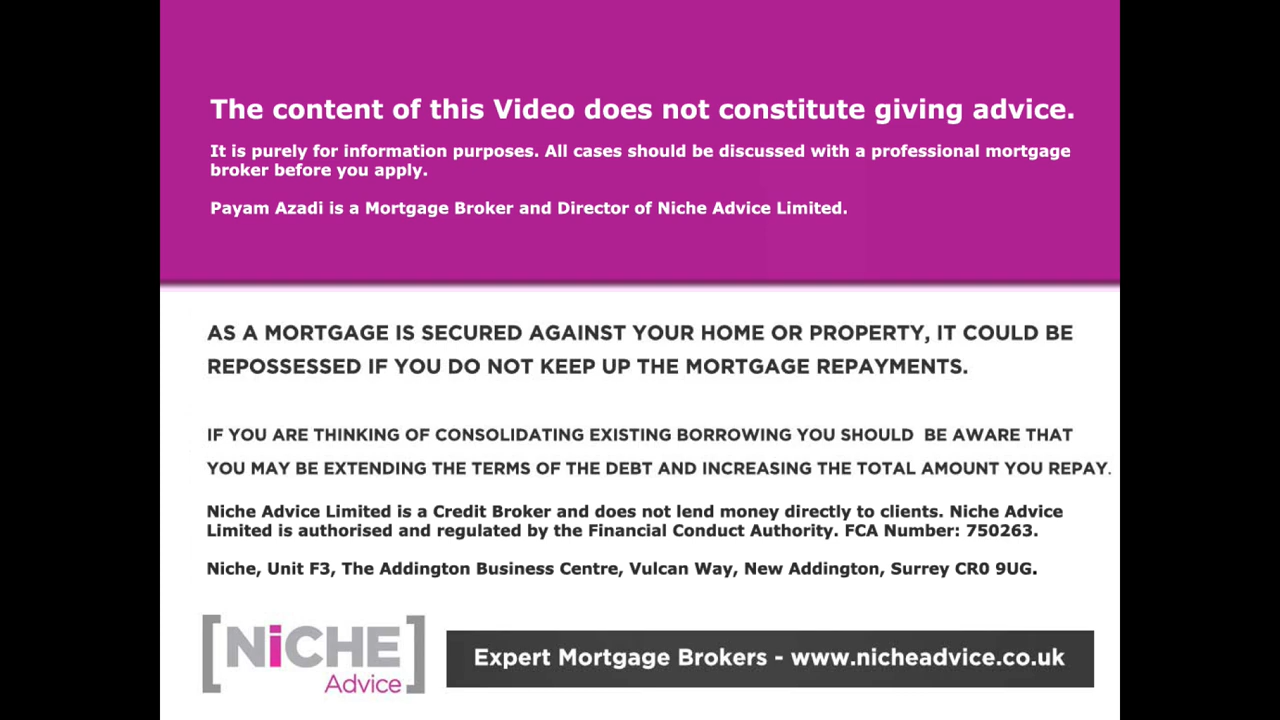 The content of this Video does not constitute giving advice.
It is purely for information purposes. All cases should be discussed with a professional mortgage
broker before you apply.
Payam Azadi is a Mortgage Broker and Director of Niche Advice Limited.
AS A MORTGAGE IS SECURED AGAINST YOUR HOME OR PROPERTY, IT COULD BE
REPOSSESSED IF YOU DO NOT KEEP UP THE MORTGAGE REPAYMENTS.
IF YOU ARE THINKING OF CONSOLIDATING EXISTING BORROWING YOU SHOULD BE AWARE THAT
YOU MAY BE EXTENDING THE TERMS OF THE DEBT AND INCREASING THE TOTAL AMOUNT YOU REPAY.
Niche Advice Limited is a Credit Broker and does not lend money directly to clients. Niche Advice
Limited is authorised and regulated by the Financial Conduct Authority. FCA Number: 750263.
Niche, Unit F3, The Addington Business Centre, Vulcan Way, New Addington, Surrey CR0 9UG.
[NiCHE
Advice]
Expert Mortgage Brokers - www.nicheadvice.co.uk